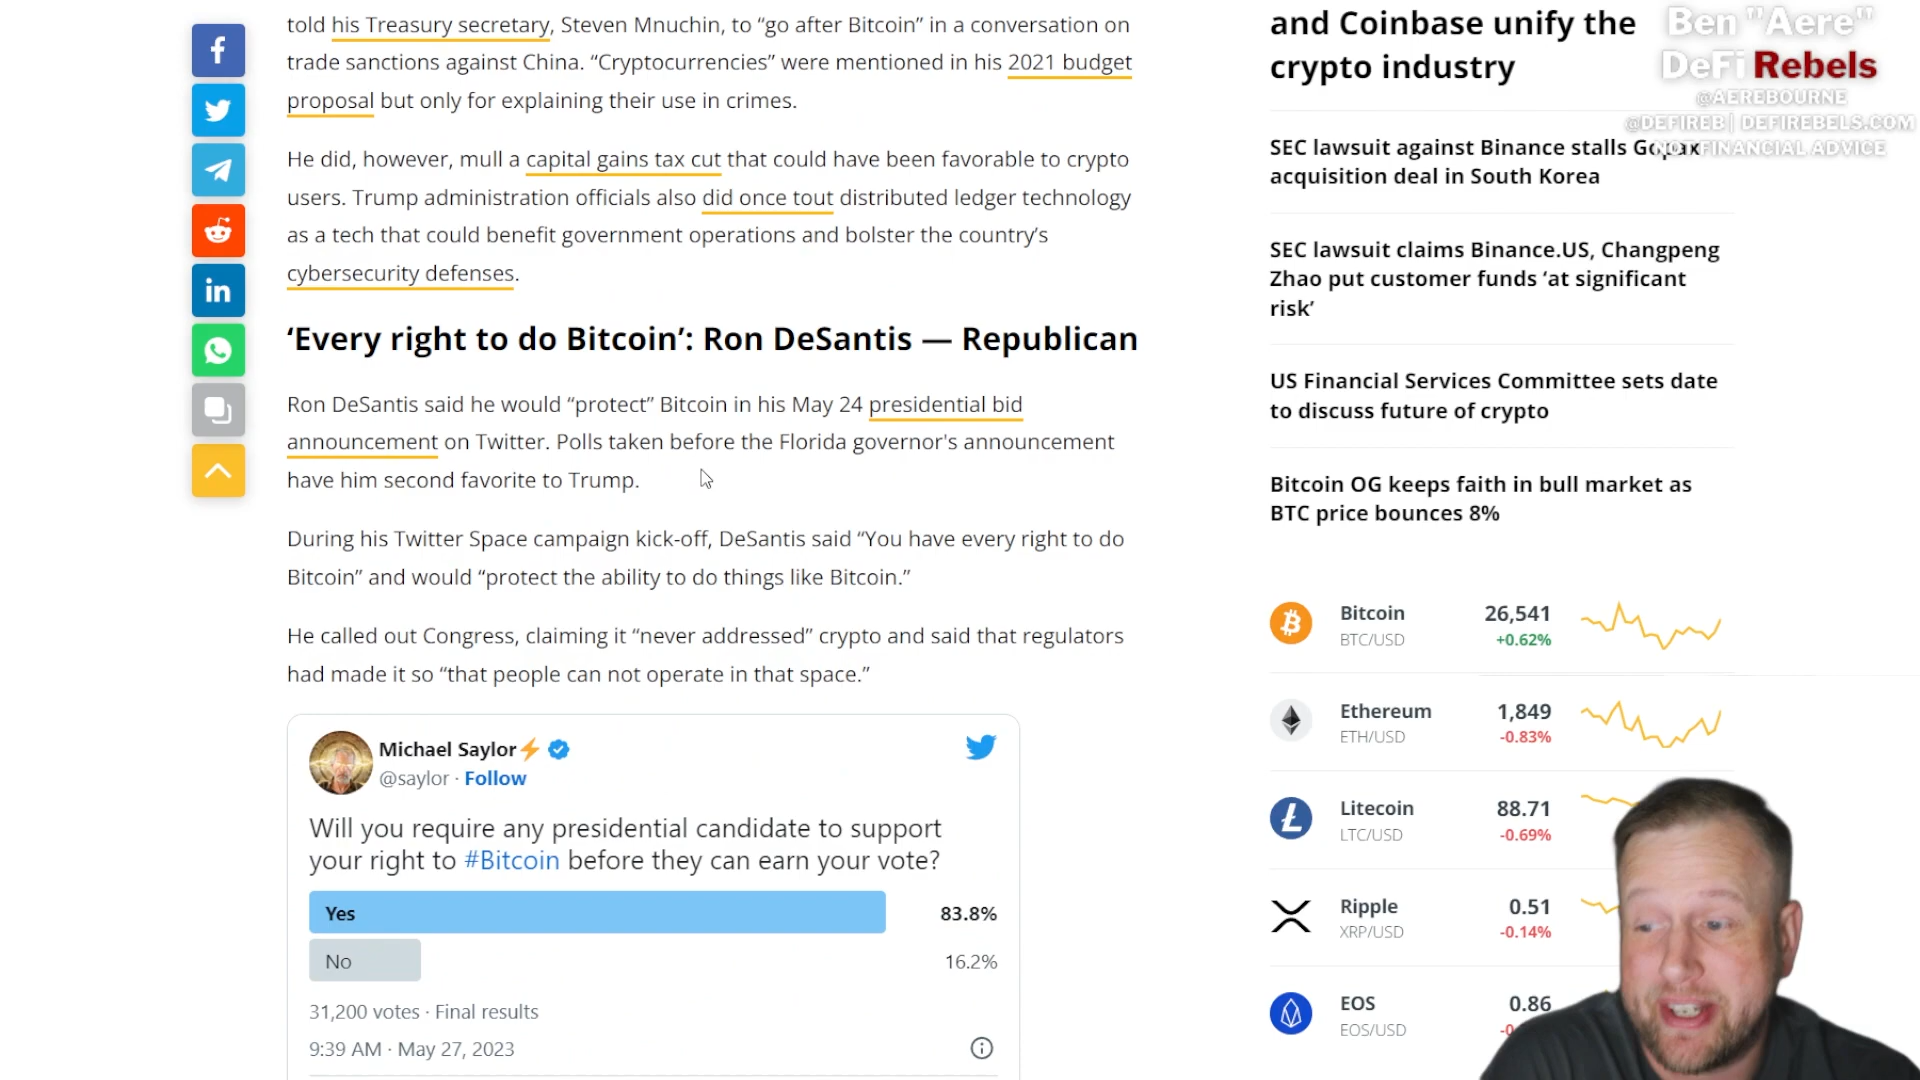 told his Treasury secretary, Steven Mnuchin, to “go after Bitcoin” in a conversation on
trade sanctions against China. “Cryptocurrencies” were mentioned in his 2021 budget
proposal but only for explaining their use in crimes.
He did, however, mull a capital gains tax cut that could have been favorable to crypto
users. Trump administration officials also did once tout distributed ledger technology
as a tech that could benefit government operations and bolster the country’s
cybersecurity defenses.
‘Every right to do Bitcoin’: Ron DeSantis — Republican
Ron DeSantis said he would “protect” Bitcoin in his May 24 presidential bid
announcement on Twitter. Polls taken before the Florida governor's announcement
have him second favorite to Trump.
During his Twitter Space campaign kick-off, DeSantis said “You have every right to do
Bitcoin” and would “protect the ability to do things like Bitcoin.”
He called out Congress, claiming it “never addressed” crypto and said that regulators
had made it so “that people can not operate in that space.”
Michael Saylor⚡
@saylor · Follow
Will you require any presidential candidate to support
your right to #Bitcoin before they can earn your vote?
Yes 83.8%
No 16.2%
31,200 votes · Final results
9:39 AM · May 27, 2023
and Coinbase unify the
crypto industry
Ben "Aere"
DeFi Rebels
@AEREBOURNE
@DEFIREB | DEFIREBELS.COM
FINANCIAL ADVICE
SEC lawsuit against Binance stalls Gopax
acquisition deal in South Korea
SEC lawsuit claims Binance.US, Changpeng
Zhao put customer funds ‘at significant
risk’
US Financial Services Committee sets date
to discuss future of crypto
Bitcoin OG keeps faith in bull market as
BTC price bounces 8%
Bitcoin 26,541
BTC/USD +0.62%
Ethereum 1,849
ETH/USD -0.83%
Litecoin 88.71
LTC/USD -0.69%
Ripple 0.51
XRP/USD -0.14%
EOS 0.86
EOS/USD